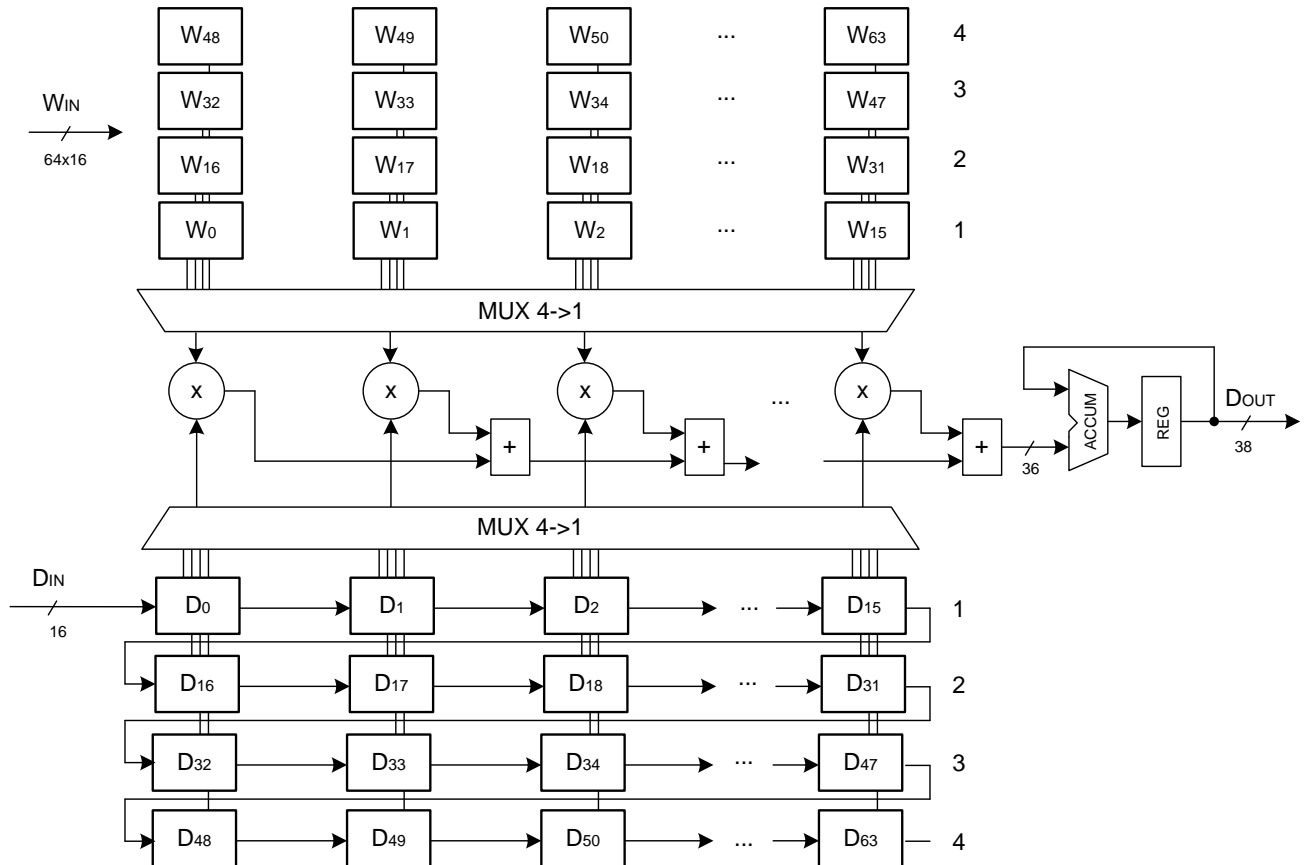 W48 W49 W50 ... W63 4
W32 W33 W34 ... W47 3
WIN
64x16
W16 W17 W18 ... W31 2
W0 W1 W2 ... W15 1
MUX 4->1
x x x ... x
+ + +
36
ACCUM
REG
DOUT
38
MUX 4->1
DIN
16
D0 D1 D2 ... D15 1
D16 D17 D18 ... D31 2
D32 D33 D34 ... D47 3
D48 D49 D50 ... D63 4